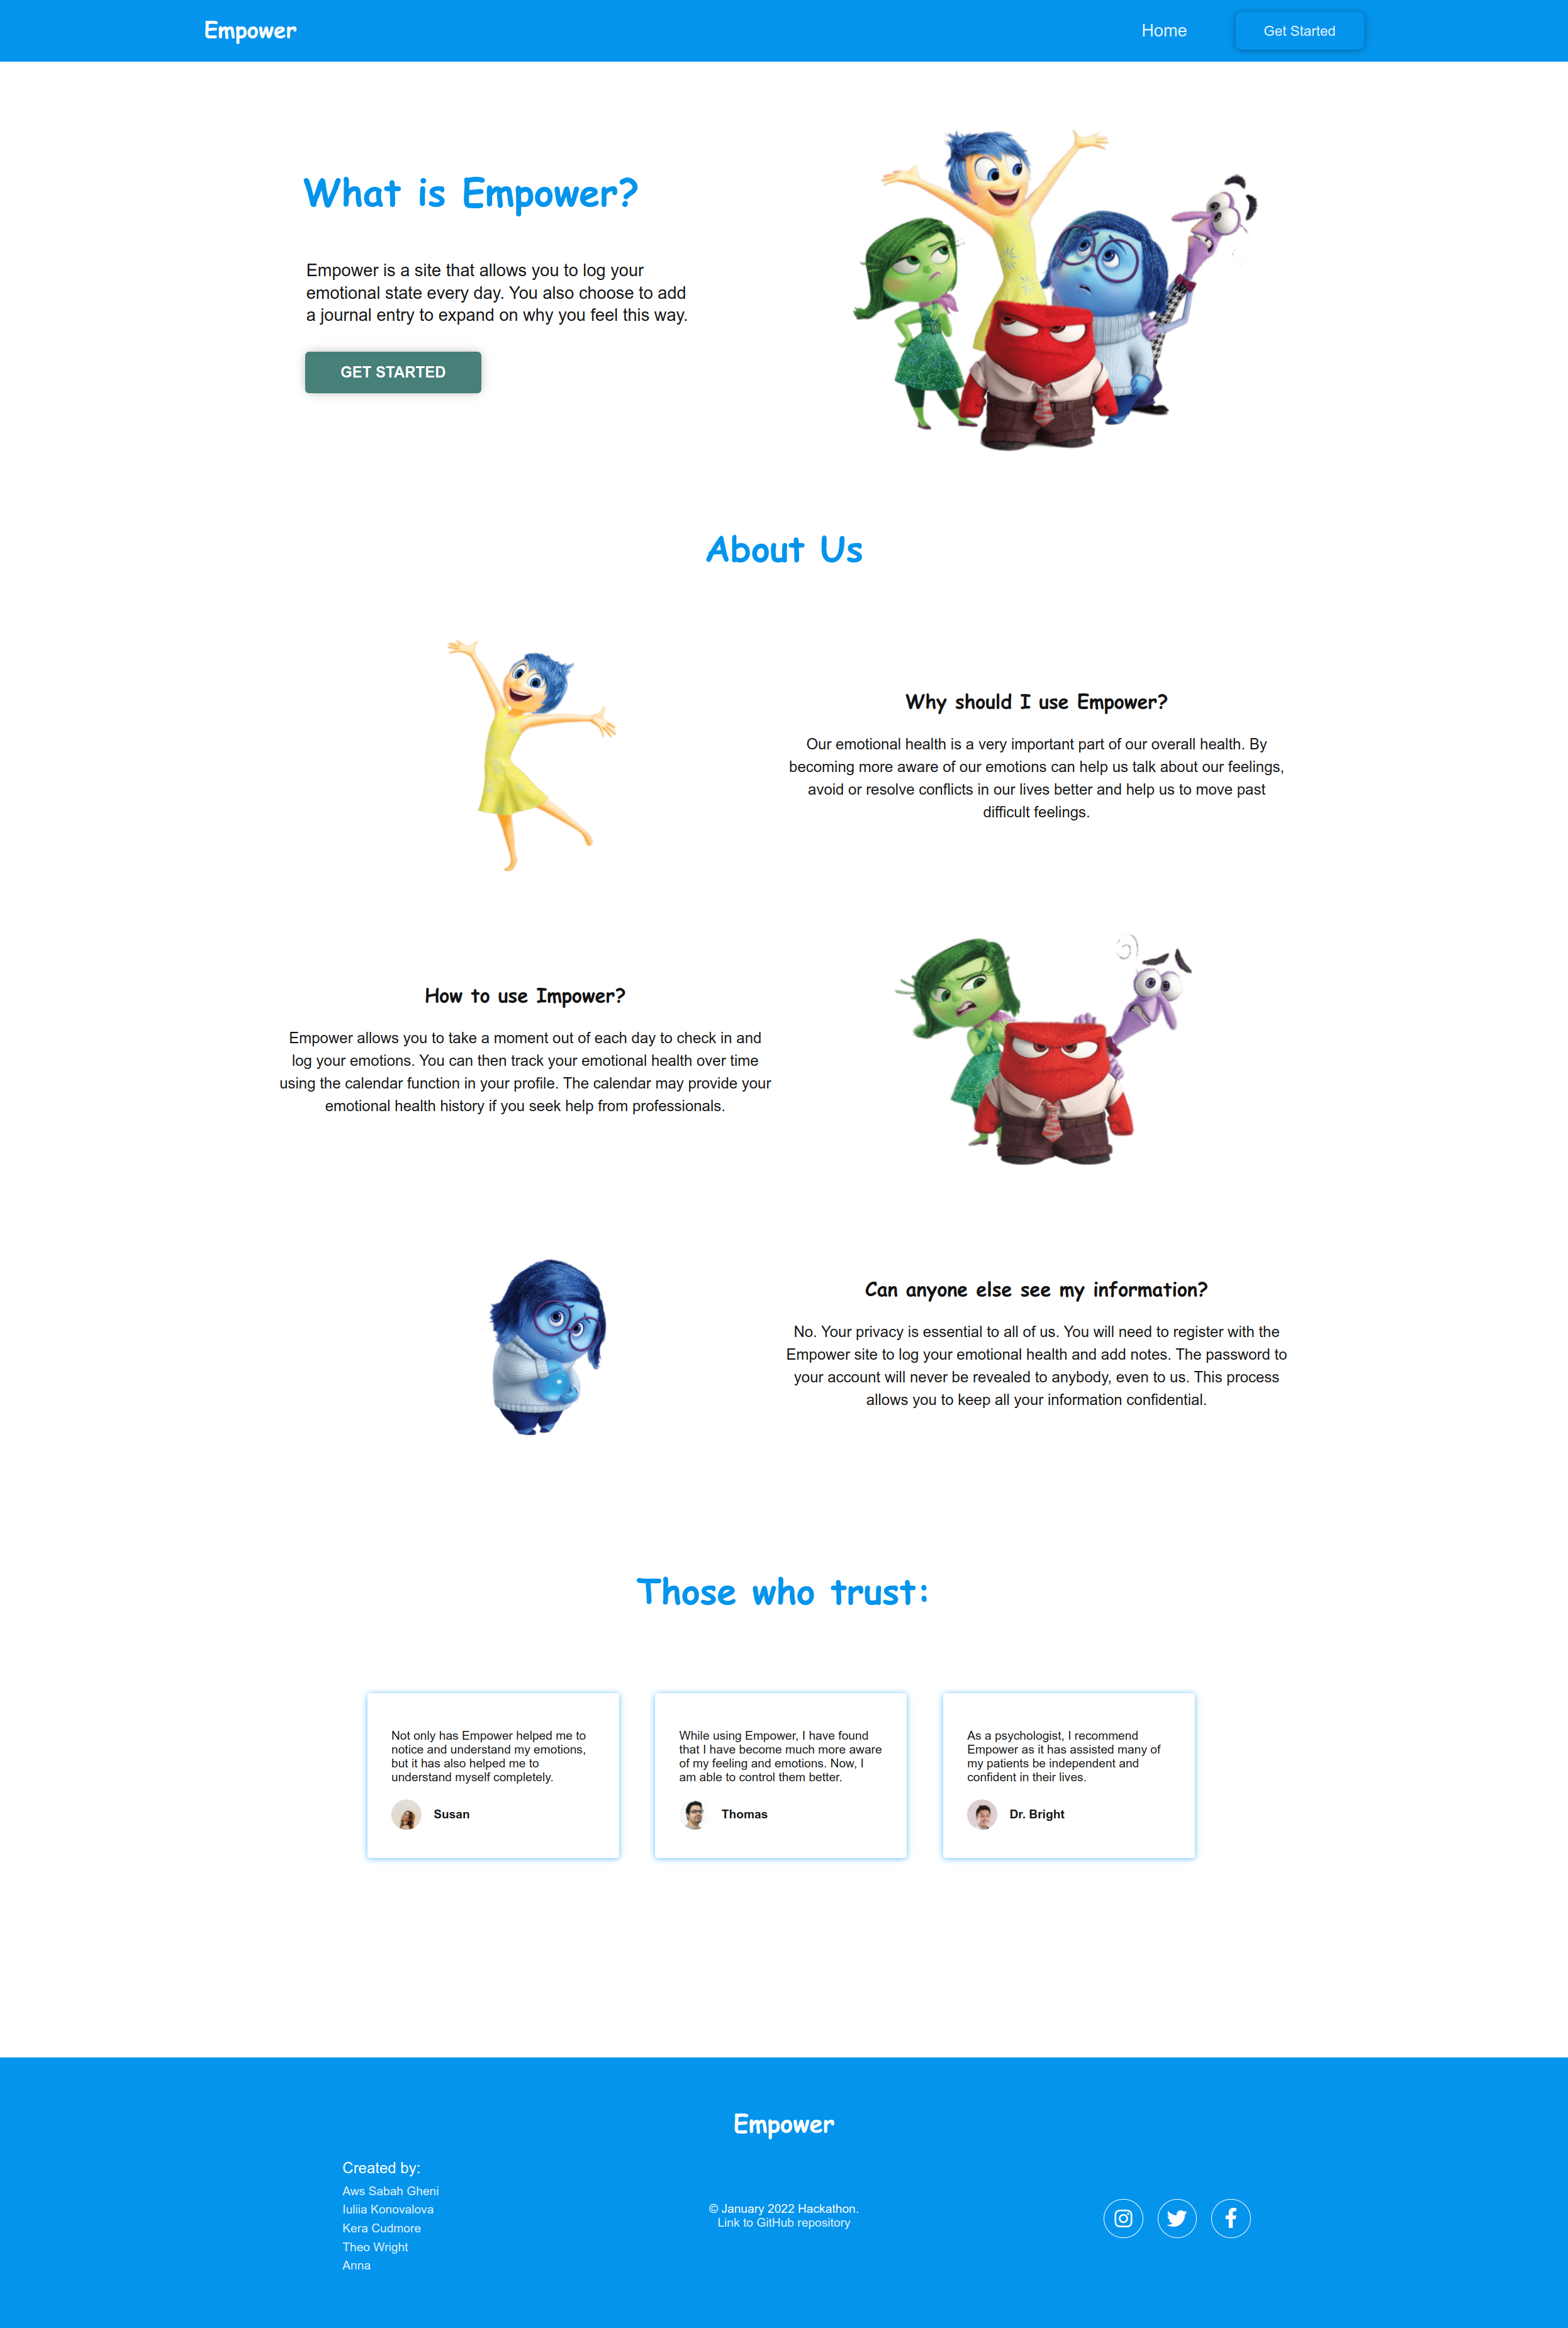 Empower
Home
Get Started
What is Empower?
Empower is a site that allows you to log your
emotional state every day. You also choose to add
a journal entry to expand on why you feel this way.
GET STARTED
About Us
Why should I use Empower?
Our emotional health is a very important part of our overall health. By
becoming more aware of our emotions can help us talk about our feelings,
avoid or resolve conflicts in our lives better and help us to move past
difficult feelings.
How to use Impower?
Empower allows you to take a moment out of each day to check in and
log your emotions. You can then track your emotional health over time
using the calendar function in your profile. The calendar may provide your
emotional health history if you seek help from professionals.
Can anyone else see my information?
No. Your privacy is essential to all of us. You will need to register with the
Empower site to log your emotional health and add notes. The password to
your account will never be revealed to anybody, even to us. This process
allows you to keep all your information confidential.
Those who trust:
Not only has Empower helped me to
notice and understand my emotions,
but it has also helped me to
understand myself completely.
Susan
While using Empower, I have found
that I have become much more aware
of my feeling and emotions. Now, I
am able to control them better.
Thomas
As a psychologist, I recommend
Empower as it has assisted many of
my patients be independent and
confident in their lives.
Dr. Bright
Empower
Created by:
Aws Sabah Gheni
Iuliia Konovalova
Kera Cudmore
Theo Wright
Anna
© January 2022 Hackathon.
Link to GitHub repository